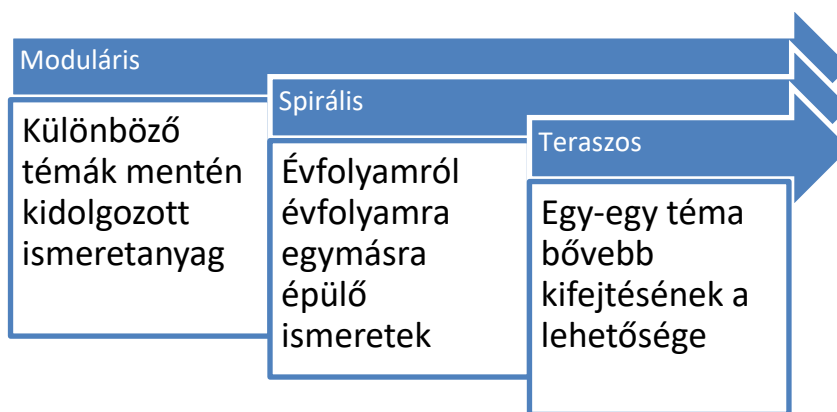 Moduláris
Különböző
témák mentén
kidolgozott
ismeretanyag
Spirális
Évfolyamról
évfolyamra
egymásra
épülő
ismeretek
Teraszos
Egy-egy téma
bővebb
kifejtésének a
lehetősége